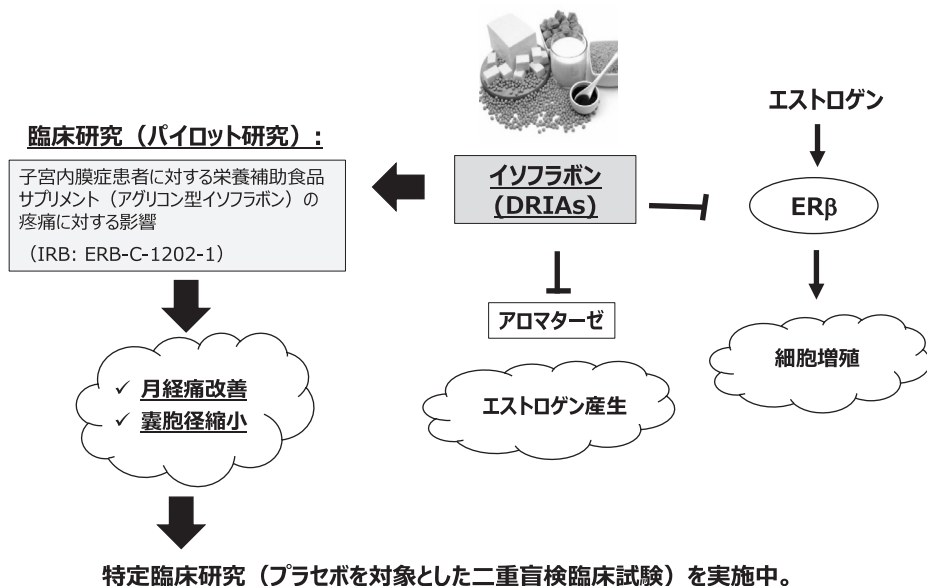 臨床研究（パイロット研究）:
子宮内膜症患者に対する栄養補助食品
サプリメント（アグリコン型イソフラボン）の
疼痛に対する影響
（IRB: ERB-C-1202-1）
✓ 月経痛改善
✓ 嚢胞径縮小
イソフラボン
(DRIAs)
アロマターゼ
エストロゲン産生
エストロゲン
ERβ
細胞増殖
特定臨床研究（プラセボを対象とした二重盲検臨床試験）を実施中。